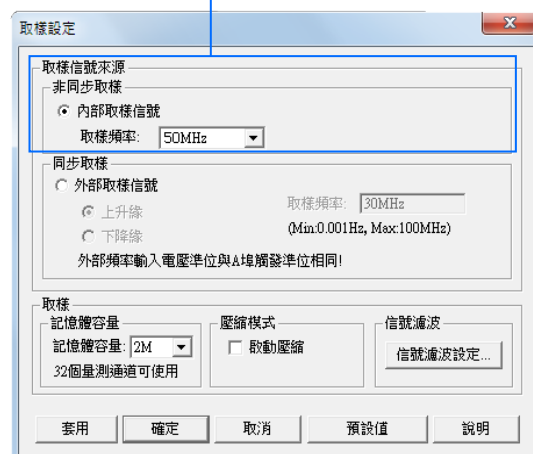 取樣設定
取樣信號來源
非同步取樣
內部取樣信號
取樣頻率: 50MHz
同步取樣
外部取樣信號
上升緣
取樣頻率: 30MHz
下降緣
(Min:0.001Hz, Max:100MHz)
外部頻率輸入電壓準位與A埠觸發準位相同!
取樣
記憶體容量
記憶體容量: 2M
32個量測通道可使用
壓縮模式
啟動壓縮
信號濾波
信號濾波設定...
套用 確定 取消 預設值 說明